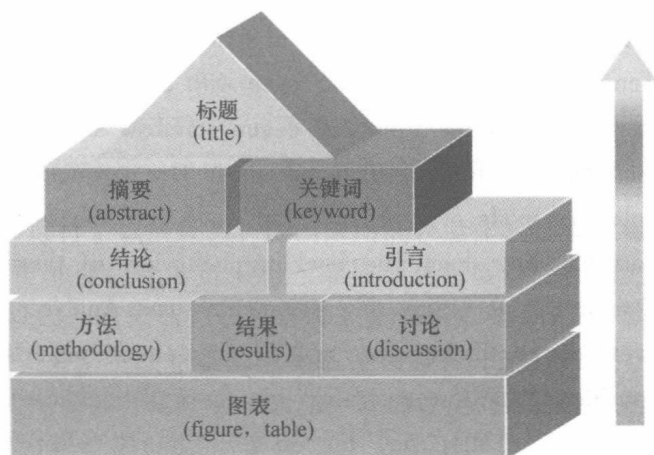 标题
(title)
摘要
(abstract)
关键词
(keyword)
结论
(conclusion)
引言
(introduction)
方法
(methodology)
结果
(results)
讨论
(discussion)
图表
(figure，table)